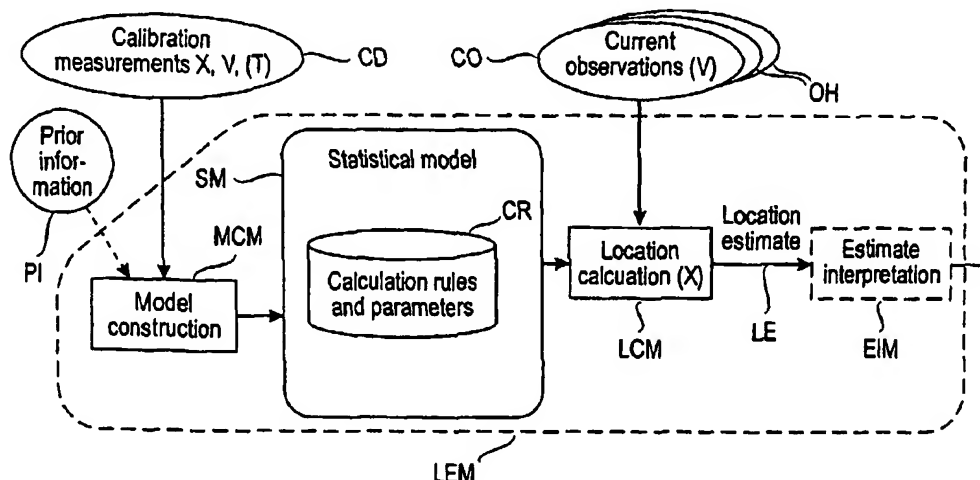 Calibration
measurements X, V, (T)
CD
CO
Current
observations (V)
OH
Prior
infor-
mation
PI
SM
Statistical model
CR
Calculation rules
and parameters
MCM
Model
construction
Location calcuation (X)
LCM
Location
estimate
LE
Estimate
interpretation
EIM
LEM